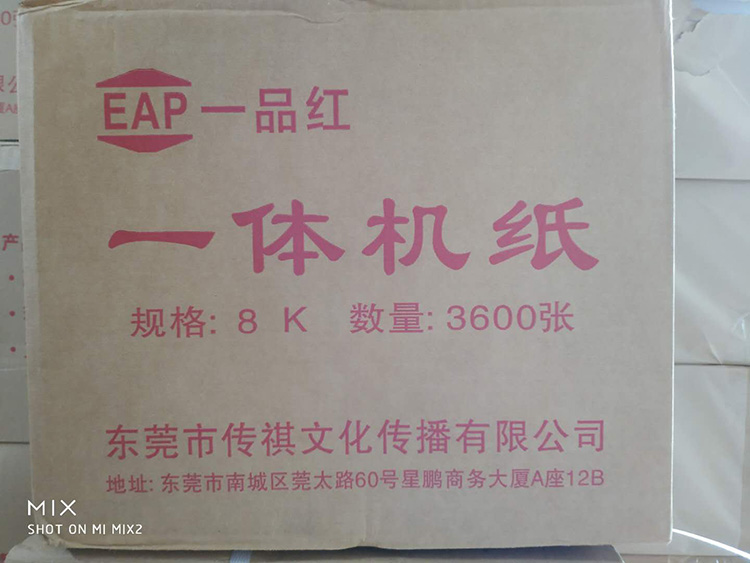 EAP 一品红
一体机纸
规格: 8 K 数量: 3600张
东莞市传祺文化传播有限公司
地址: 东莞市南城区莞太路60号星鹏商务大厦A座12B
产
MIX
SHOT ON MI MIX2